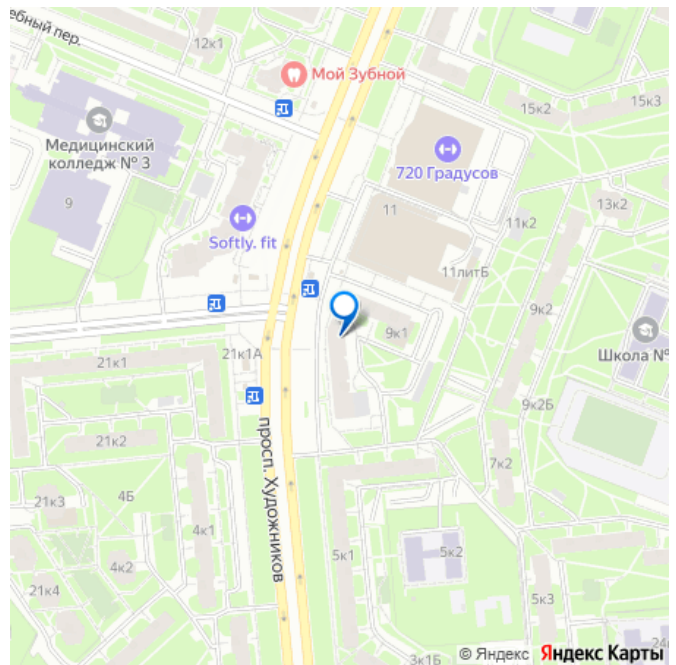 ебный пер.
12к1
Мой Зубной
15к2
15к3
Медицинский
колледж № 3
720 Градусов
9
13к2
11
11к2
Softly. fit
11литБ
9к2
9к1
Школа №
21к1
21к1А
9к2Б
21к2
просп. Художников
7к2
21к3
4Б
4к1
5к1
5к2
4к2
21к4
5к3
3к1Б
24к
© Яндекс Яндекс Карты